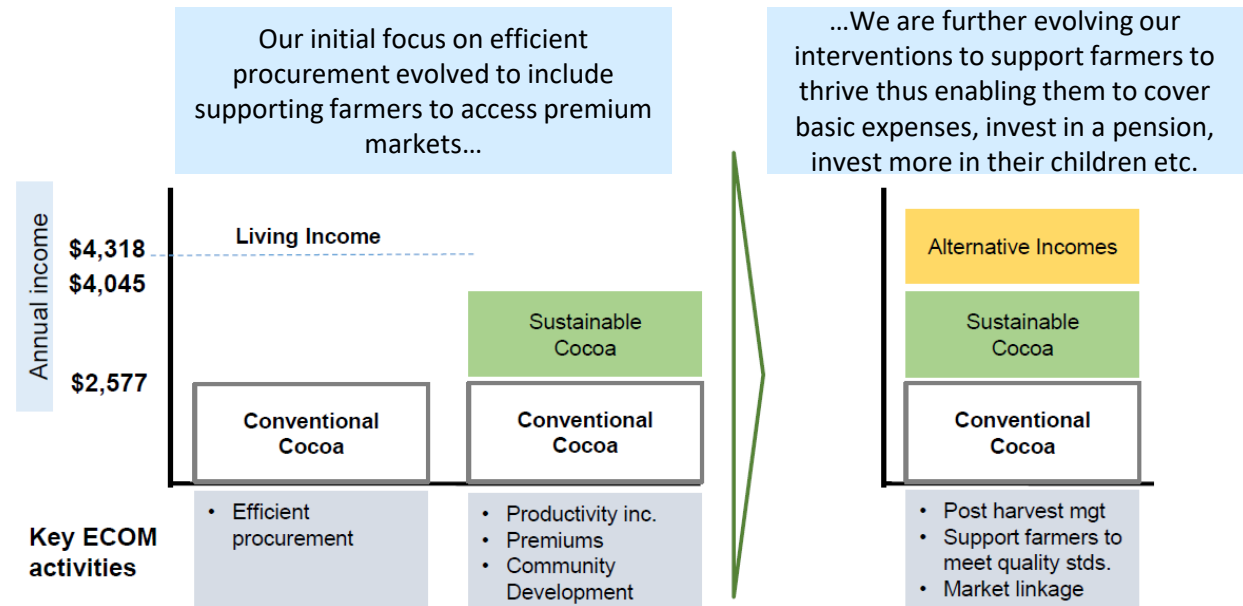 Our initial focus on efficient
procurement evolved to include
supporting farmers to access premium
markets…
…We are further evolving our
interventions to support farmers to
thrive thus enabling them to cover
basic expenses, invest in a pension,
invest more in their children etc.
Annual income
$4,318
$4,045
$2,577
Living Income
Conventional
Cocoa
Sustainable
Cocoa
Conventional
Cocoa
Alternative Incomes
Sustainable
Cocoa
Conventional
Cocoa
Key ECOM
activities
• Efficient
procurement
• Productivity inc.
• Premiums
• Community
Development
• Post harvest mgt
• Support farmers to
meet quality stds.
• Market linkage